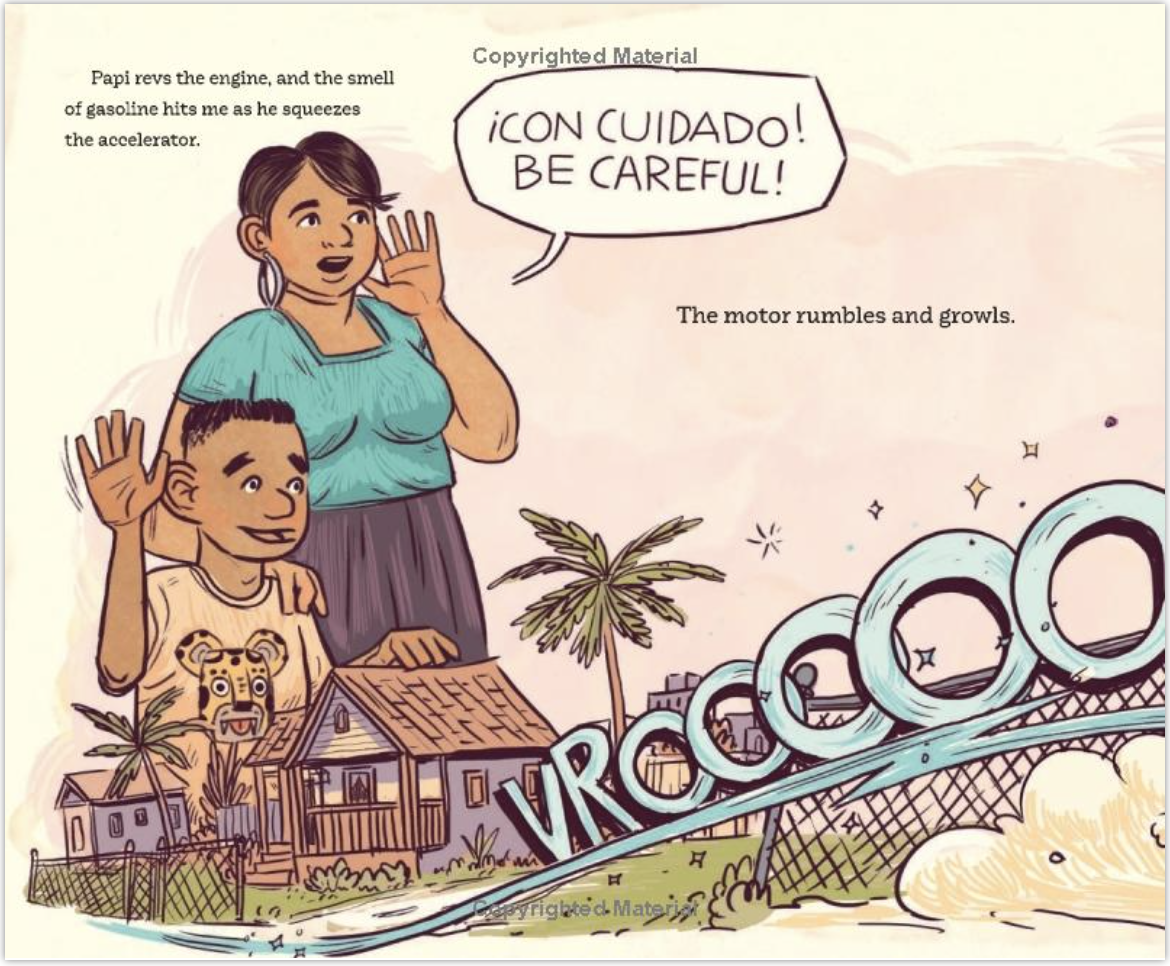 Copyrighted Material
Papi revs the engine, and the smell
of gasoline hits me as he squeezes
the accelerator.
¡CON CUIDADO!
BE CAREFUL!
The motor rumbles and growls.
VROOOOO
Copyrighted Material